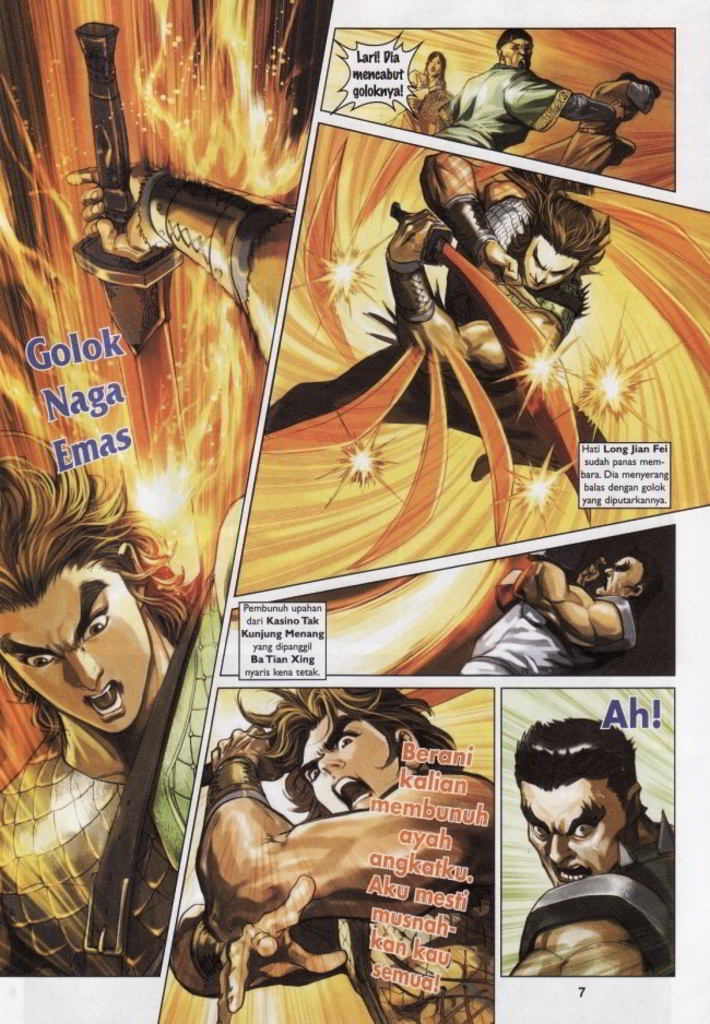 Lari! Dia
mencabut
goloknya!
Golok
Naga
Emas
Hati Long Jian Fei
sudah panas mem-
bara. Dia menyerang
balas dengan golok
yang diputarkannya.
Pembunuh upahan
dari Kasino Tak
Kunjung Menang
yang dipanggil
Ba Tian Xing
nyaris kena tetak.
Berani
kalian
membunuh
ayah
angkatku.
Aku mesti
musnah-
kan kau
semua!
Ah!
7